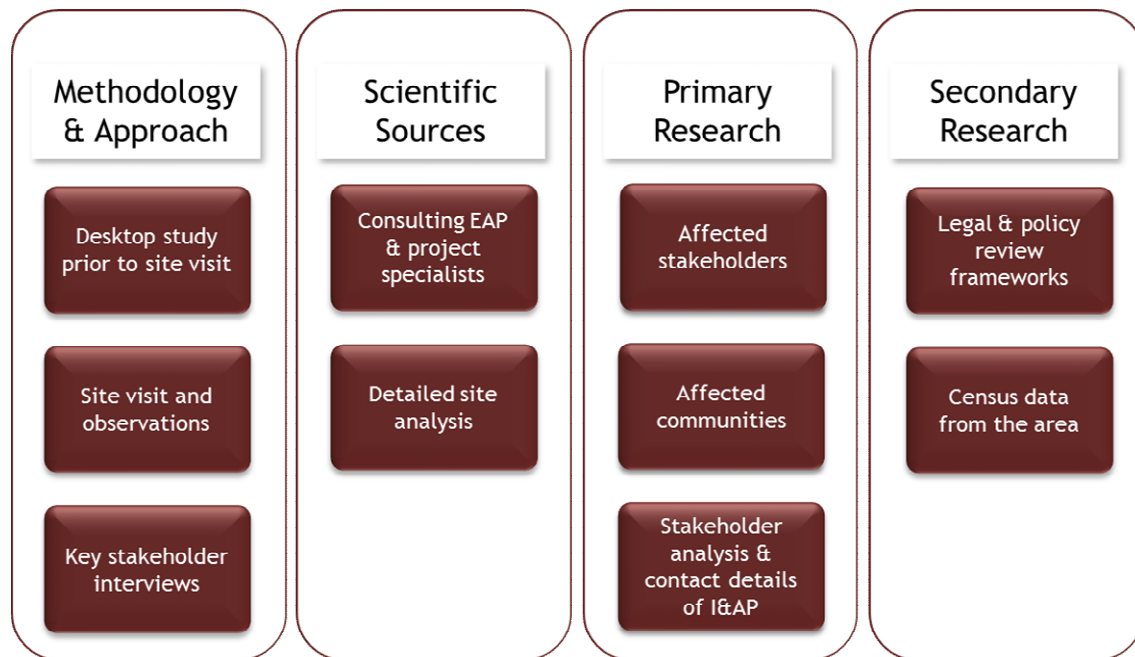 Methodology
& Approach
Desktop study
prior to site visit
Site visit and
observations
Key stakeholder
interviews
Scientific
Sources
Consulting EAP
& project
specialists
Detailed site
analysis
Primary
Research
Affected
stakeholders
Affected
communities
Stakeholder
analysis &
contact details
of I&AP
Secondary
Research
Legal & policy
review
frameworks
Census data
from the area